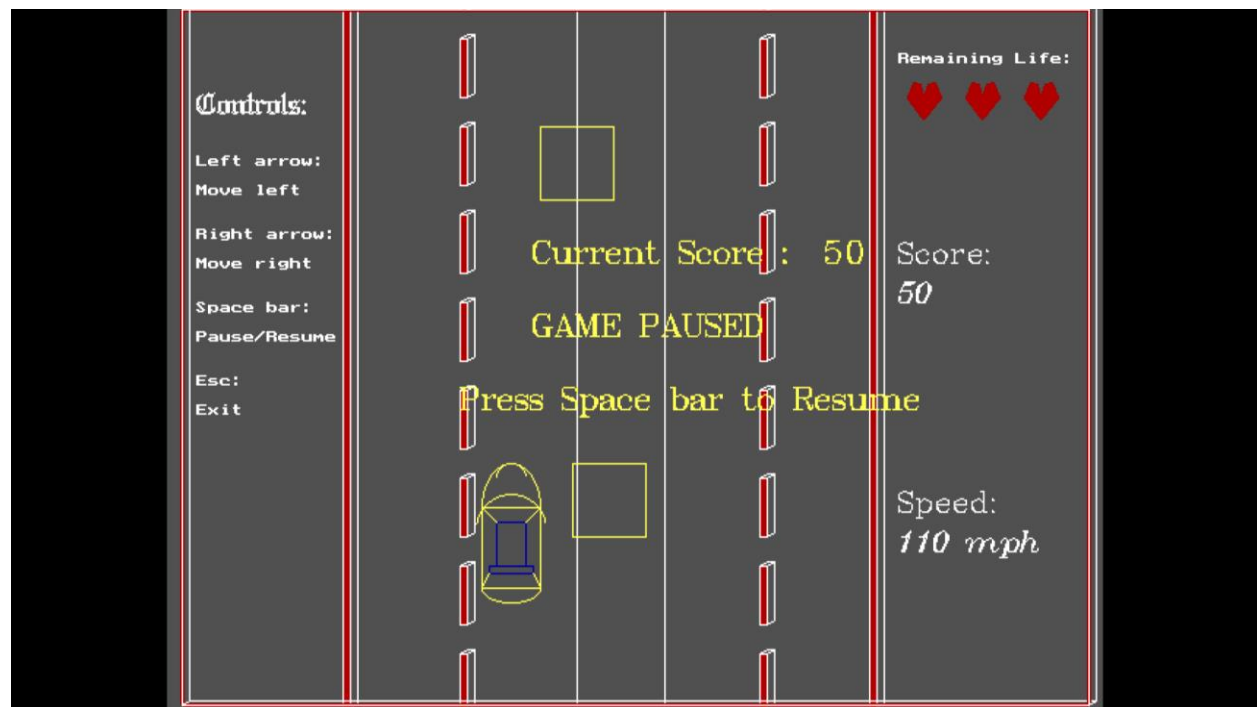 Controls:
Left arrow:
Move left
Right arrow:
Move right
Space bar:
Pause/Resume
Esc:
Exit
Current Score : 50
GAME PAUSED
Press Space bar to Resume
Remaining Life:
Score:
50
Speed:
110 mph